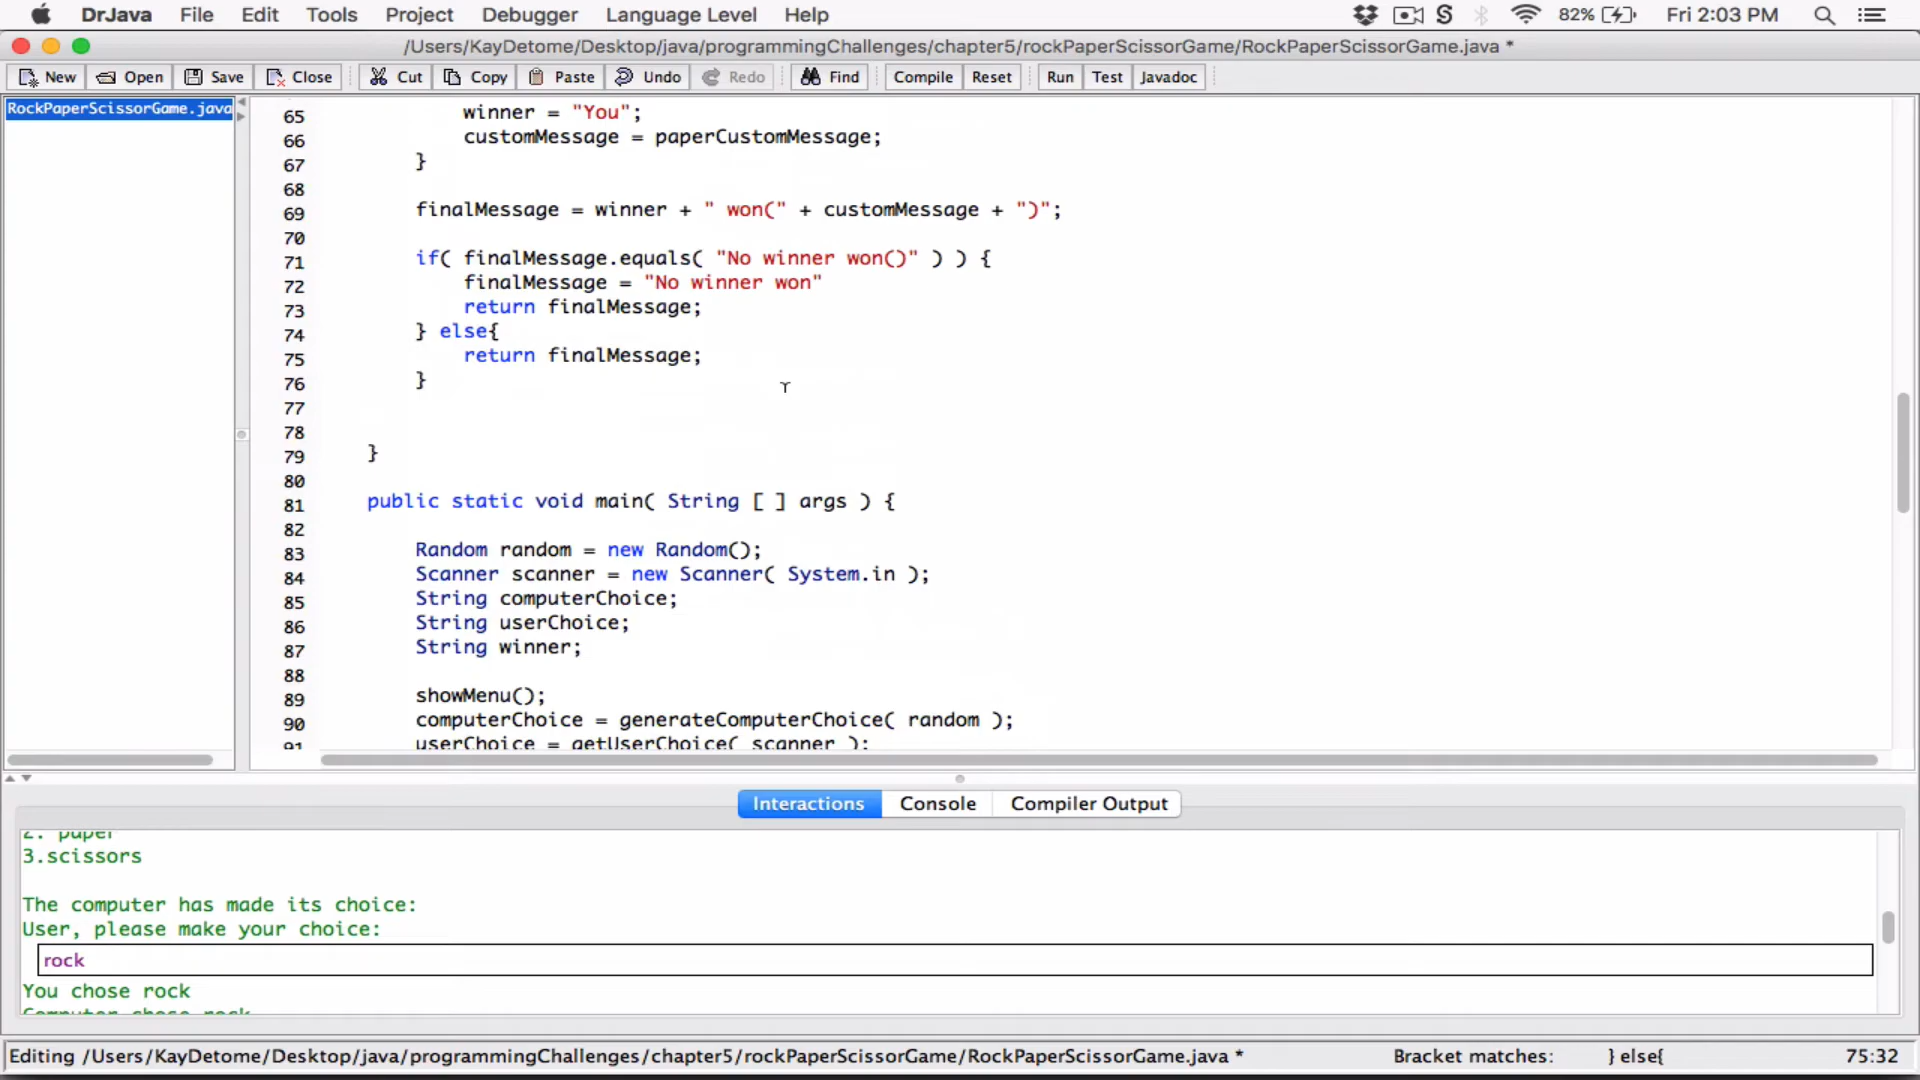 DrJava File Edit Tools Project Debugger Language Level Help 82% Fri 2:03 PM
/Users/KayDetome/Desktop/java/programmingChallenges/chapter5/rockPaperScissorGame/RockPaperScissorGame.java *
New Open Save Close Cut Copy Paste Undo Redo Find Compile Reset Run Test Javadoc
RockPaperScissorGame.java
65 winner = "You";
66 customMessage = paperCustomMessage;
67 }
68
69 finalMessage = winner + " won(" + customMessage + ")";
70
71 if( finalMessage.equals( "No winner won()" ) ) {
72 finalMessage = "No winner won"
73 return finalMessage;
74 } else{
75 return finalMessage;
76 }
77
78
79 }
80
81 public static void main( String [ ] args ) {
82
83 Random random = new Random();
84 Scanner scanner = new Scanner( System.in );
85 String computerChoice;
86 String userChoice;
87 String winner;
88
89 showMenu();
90 computerChoice = generateComputerChoice( random );
91 userChoice = getUserChoice( scanner );
Interactions Console Compiler Output
2. paper
3.scissors
The computer has made its choice:
User, please make your choice:
rock
You chose rock
Computer chose rock
Editing /Users/KayDetome/Desktop/java/programmingChallenges/chapter5/rockPaperScissorGame/RockPaperScissorGame.java * Bracket matches: } else{ 75:32